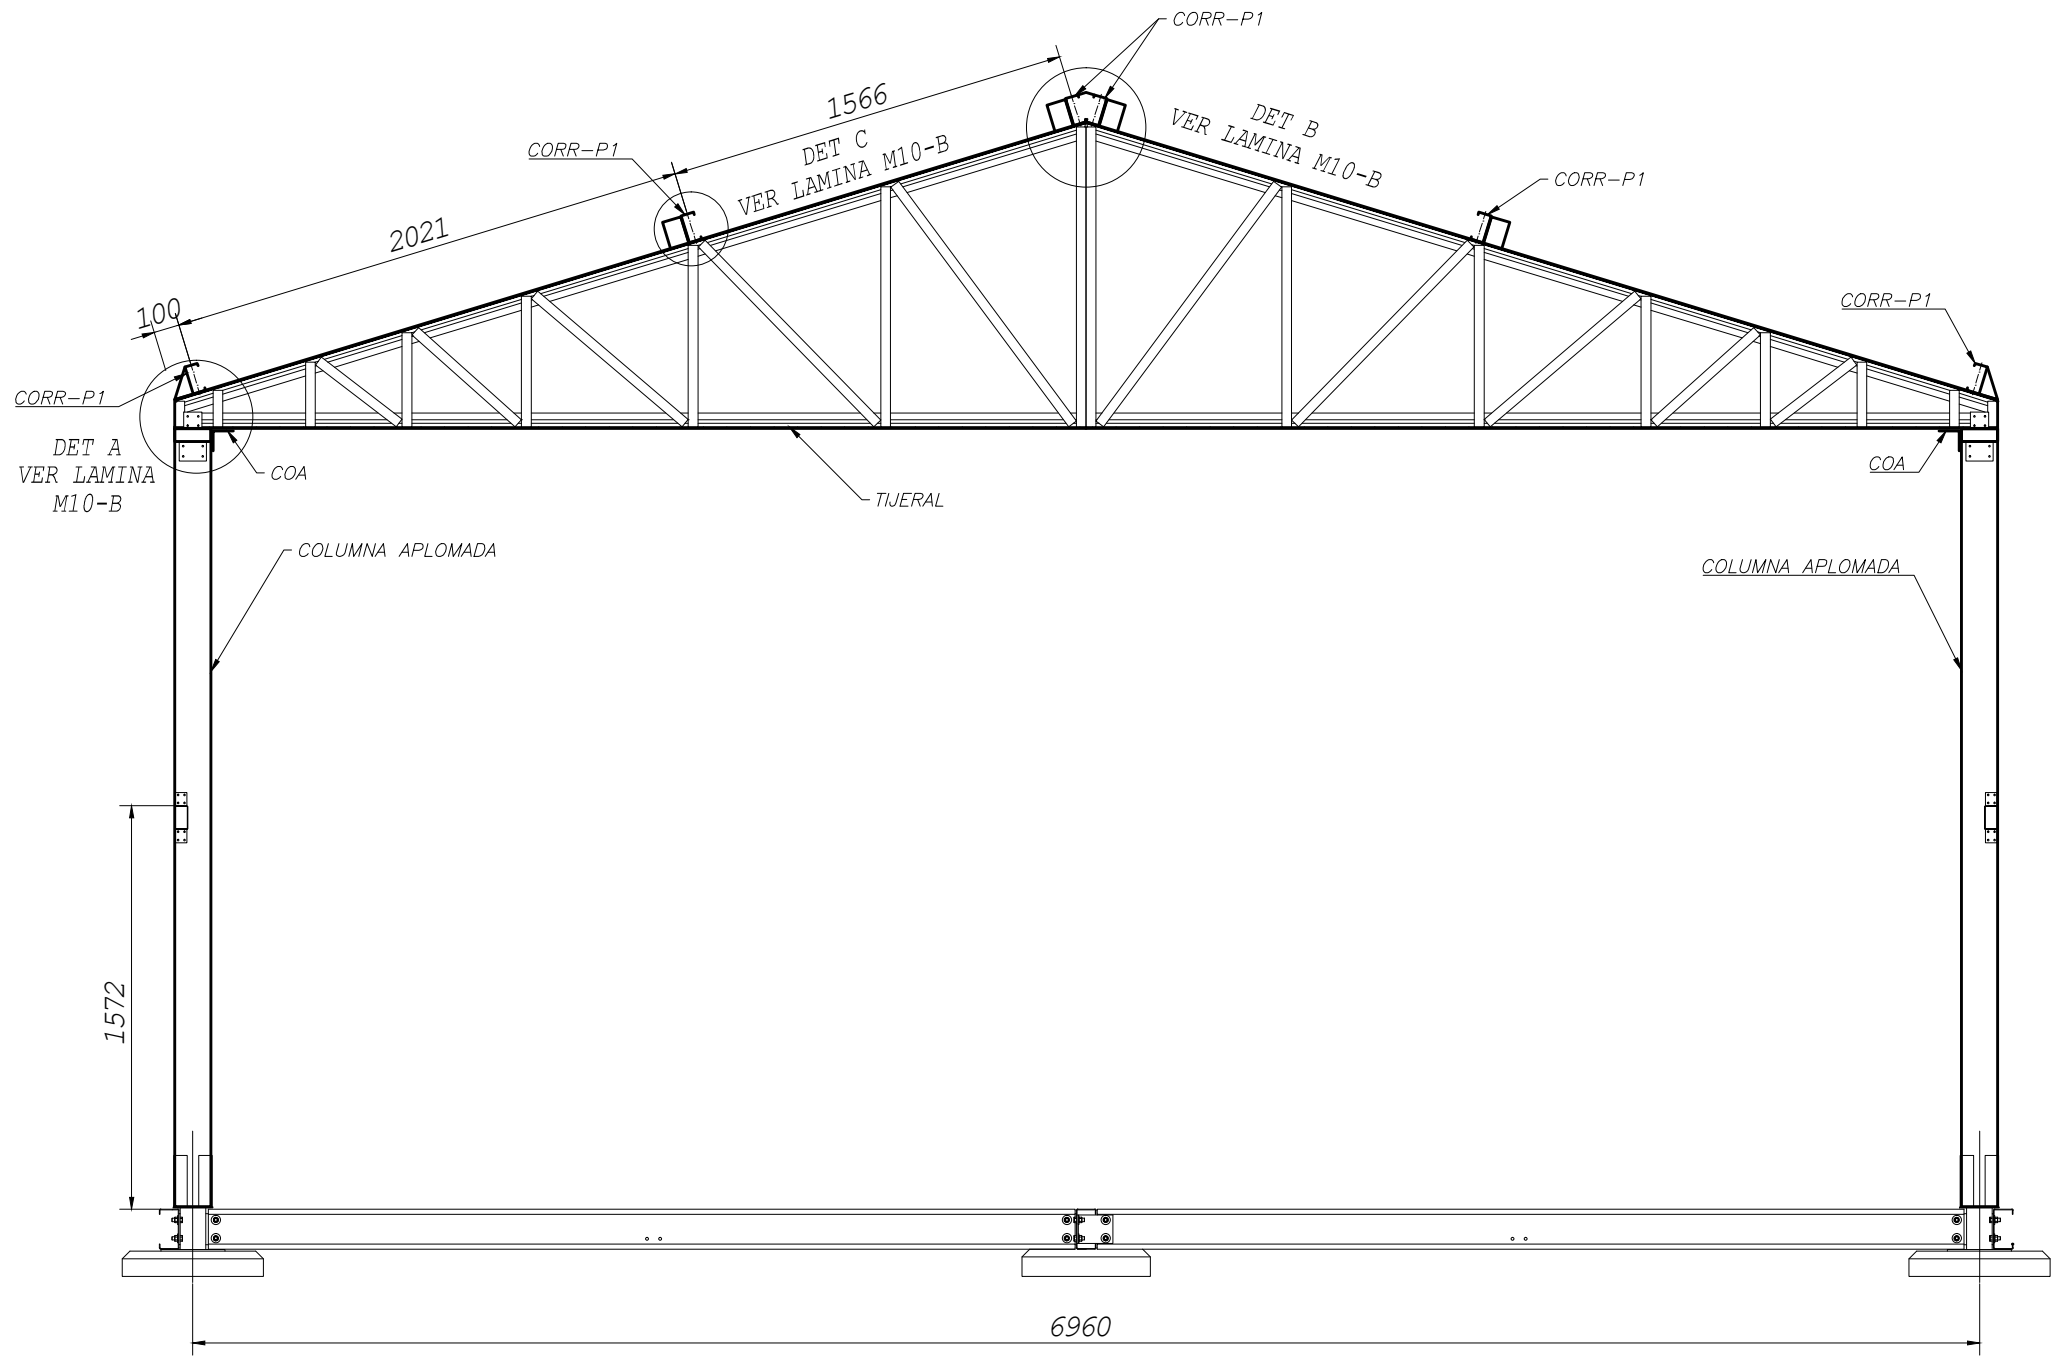 CORR-P1
1566
DET C
VER LAMINA M10-B
DET B
VER LAMINA M10-B
CORR-P1
CORR-P1
2021
100
CORR-P1
CORR-P1
DET A
VER LAMINA
M10-B
COA
COA
TIJERAL
COLUMNA APLOMADA
COLUMNA APLOMADA
1572
6960